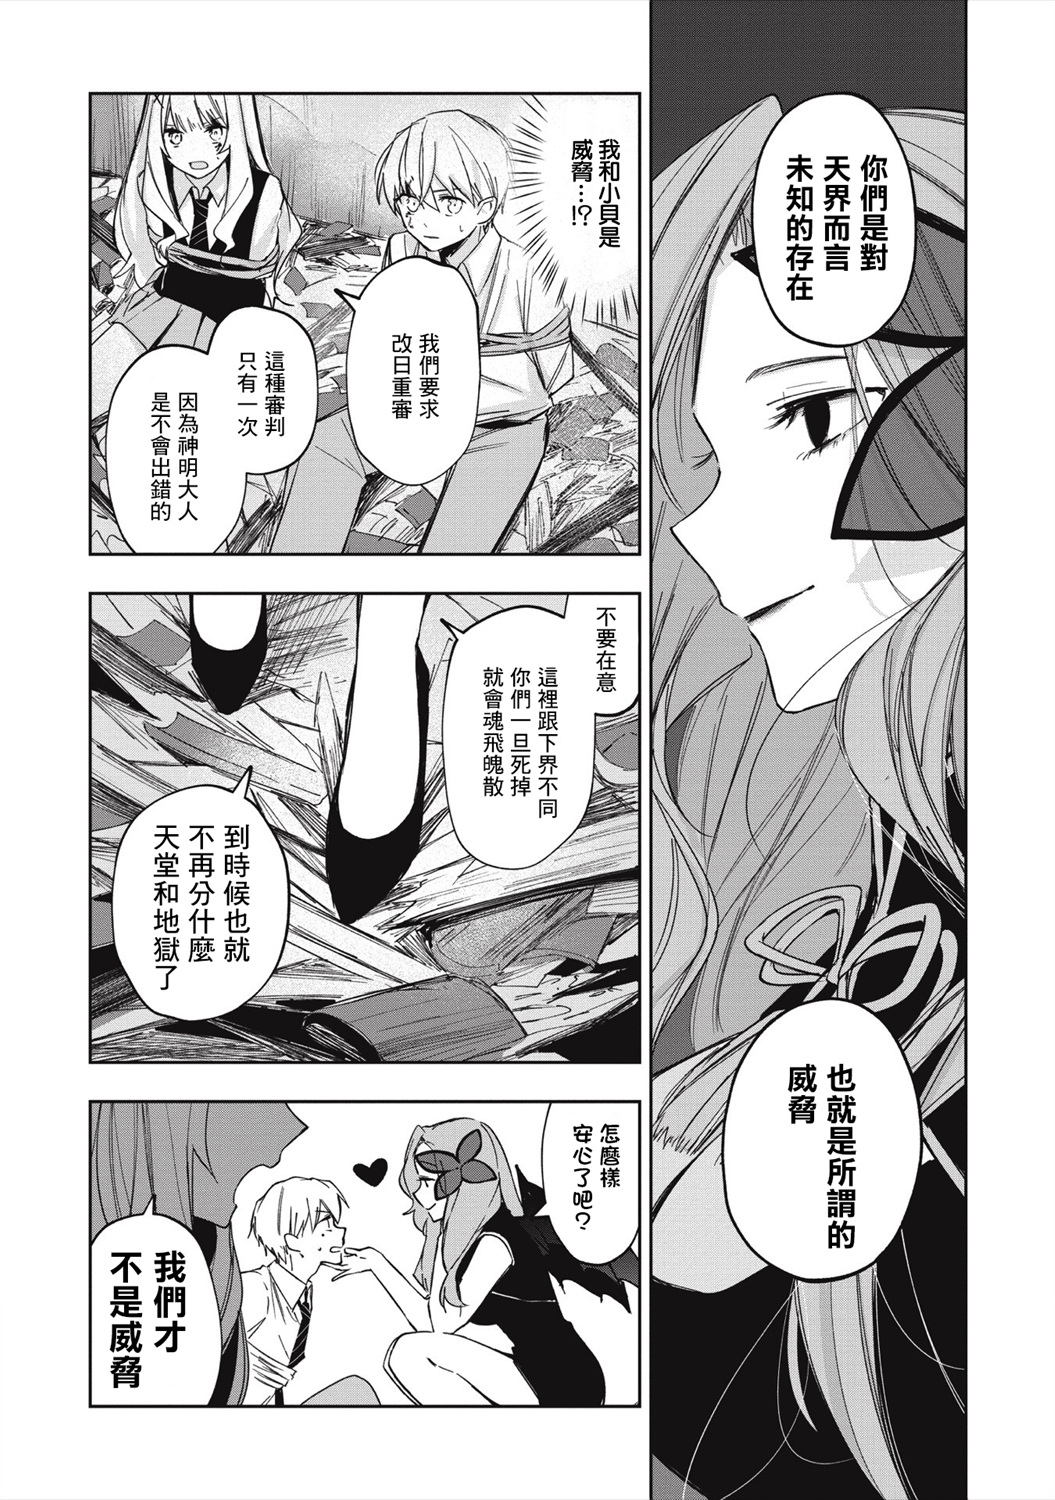 你們是對
天界而言
未知的存在
也就是所謂的
威脅
我和小貝是
威脅…!?
我們要求
改日重審
這種審判
只有一次
因為神明大人
是不會出錯的
不要在意
這裡跟下界不同
你們一旦死掉
就會魂飛魄散
到時候也就
不再分什麼
天堂和地獄了
怎麼樣
安心了吧?
我們才
不是威脅